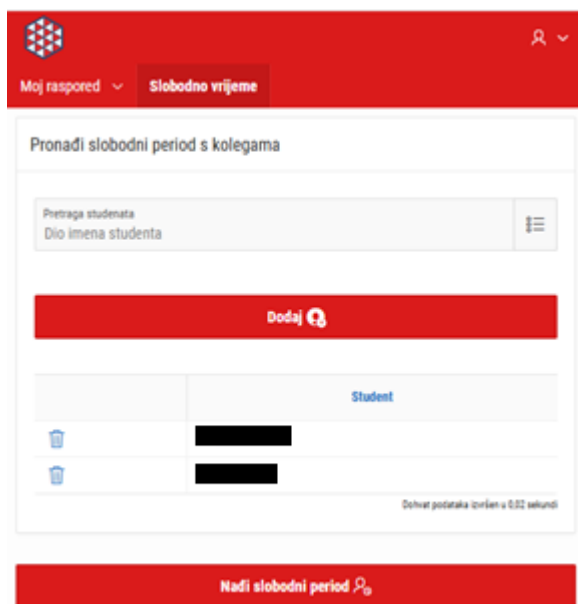 Moj raspored
Slobodno vrijeme
Pronađi slobodni period s kolegama
Pretraga studenata
Dio imena studenta
Dodaj
Student
Dohvat podataka izvršen u 0,02 sekundi
Nađi slobodni period